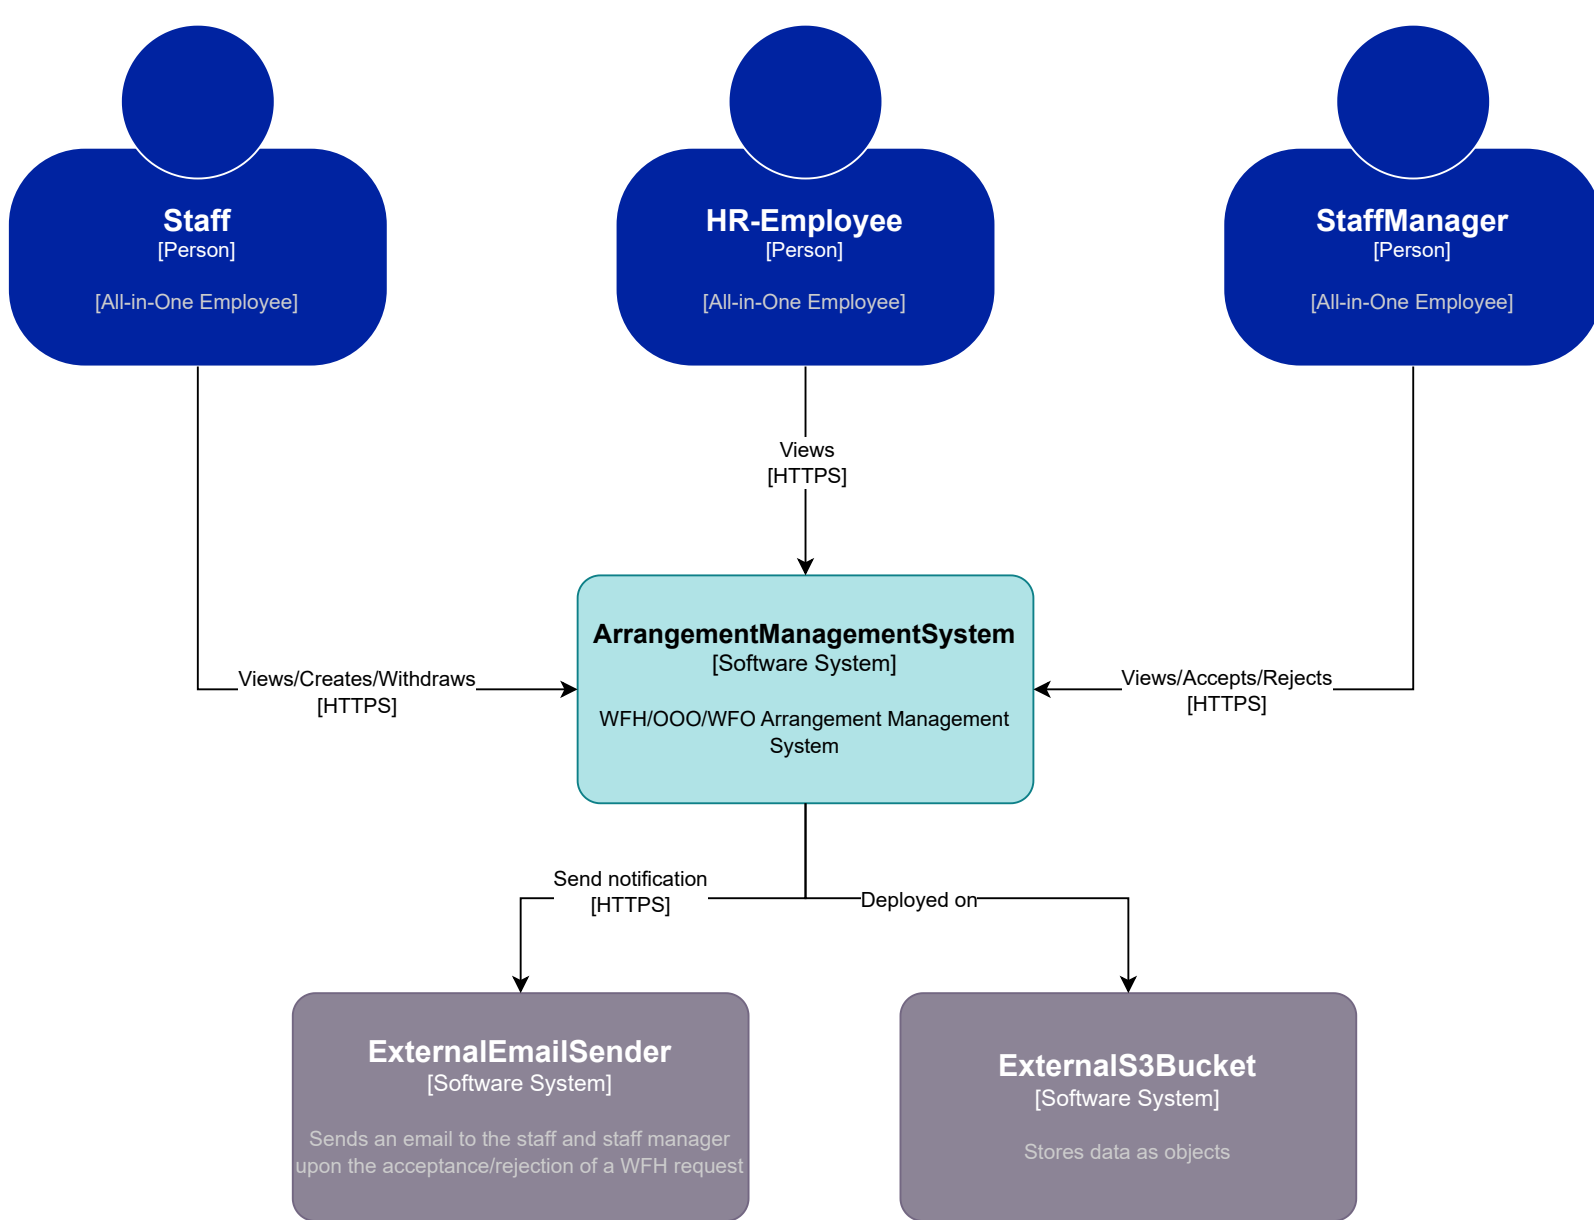 Staff
[Person]
[All-in-One Employee]
HR-Employee
[Person]
[All-in-One Employee]
StaffManager
[Person]
[All-in-One Employee]
Views
[HTTPS]
ArrangementManagementSystem
[Software System]
WFH/OOO/WFO Arrangement Management
System
Views/Creates/Withdraws
[HTTPS]
Views/Accepts/Rejects
[HTTPS]
Send notification
[HTTPS]
Deployed on
ExternalEmailSender
[Software System]
Sends an email to the staff and staff manager
upon the acceptance/rejection of a WFH request
ExternalS3Bucket
[Software System]
Stores data as objects